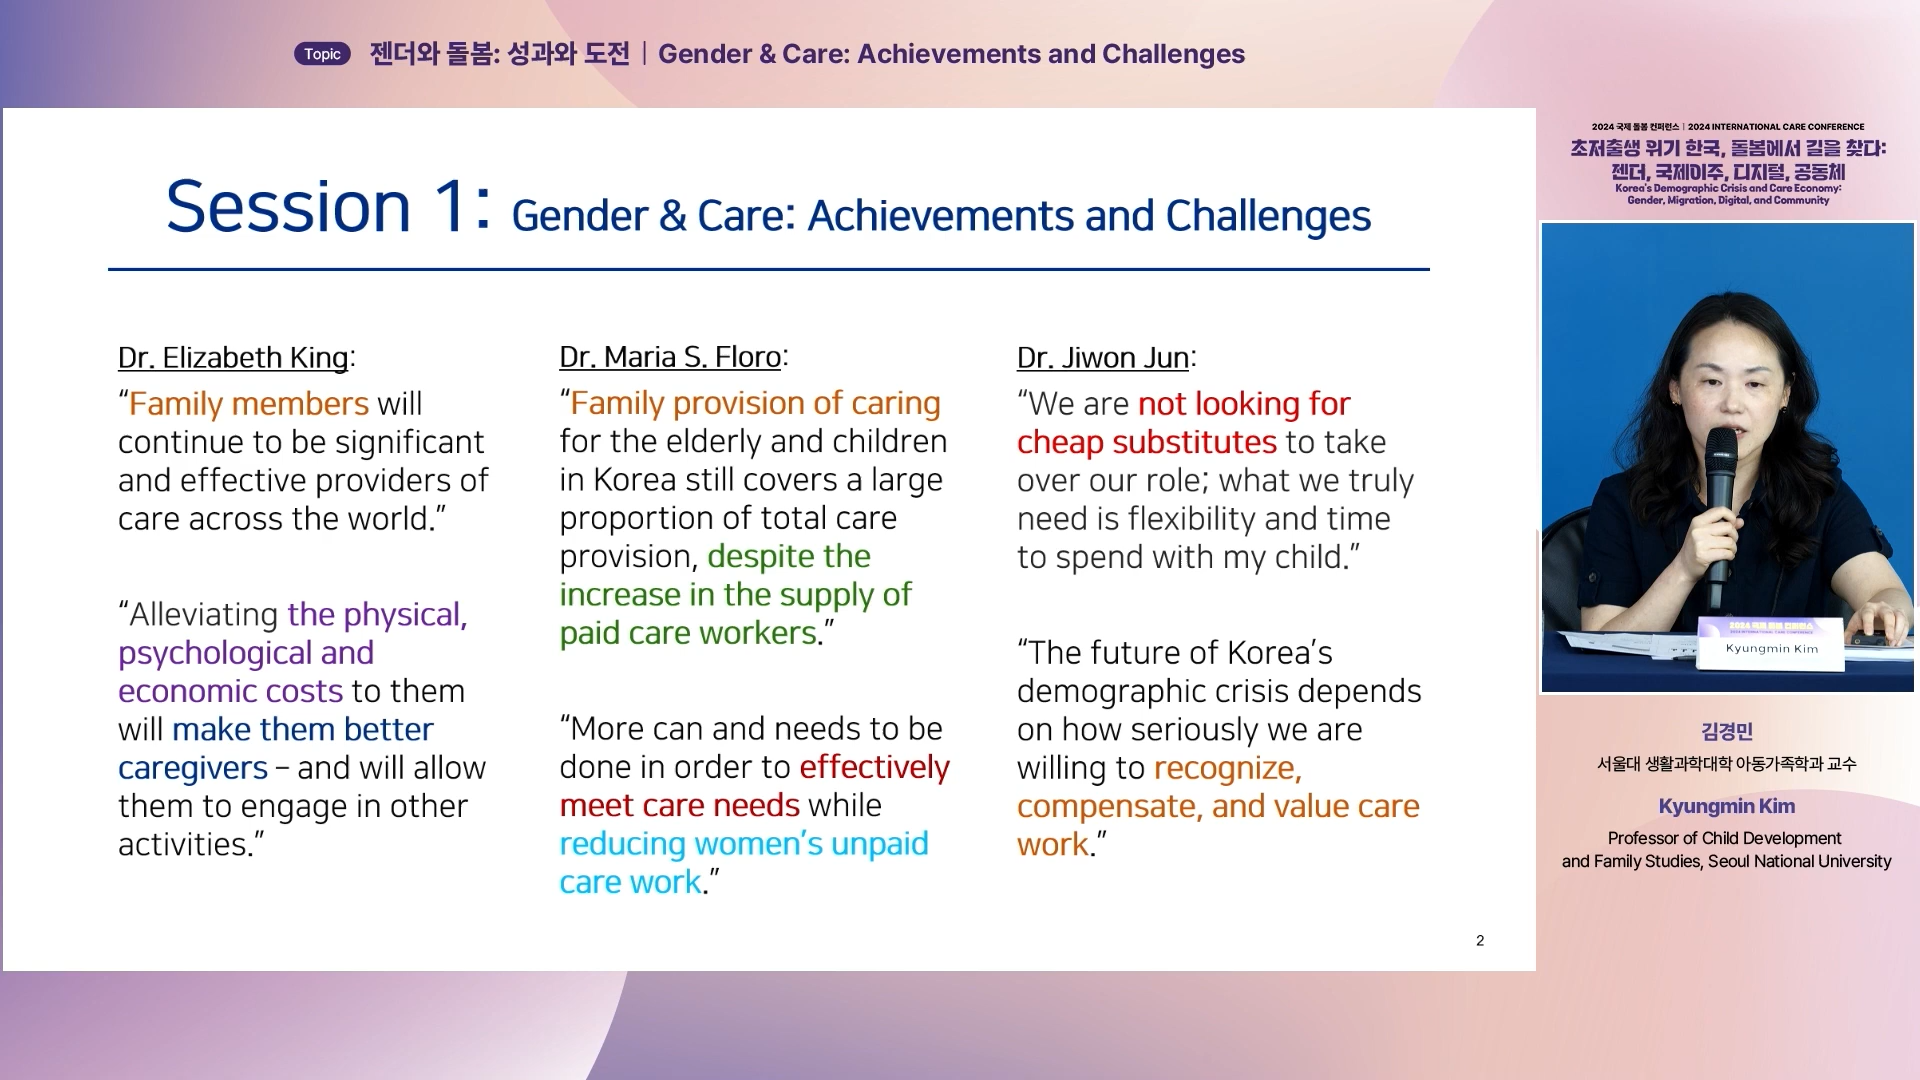 Topic 젠더와 돌봄: 성과와 도전 | Gender & Care: Achievements and Challenges
Session 1: Gender & Care: Achievements and Challenges
Dr. Elizabeth King:
“Family members will
continue to be significant
and effective providers of
care across the world.”
“Alleviating the physical,
psychological and
economic costs to them
will make them better
caregivers – and will allow
them to engage in other
activities.”
Dr. Maria S. Floro:
“Family provision of caring
for the elderly and children
in Korea still covers a large
proportion of total care
provision, despite the
increase in the supply of
paid care workers.”
“More can and needs to be
done in order to effectively
meet care needs while
reducing women’s unpaid
care work.”
Dr. Jiwon Jun:
“We are not looking for
cheap substitutes to take
over our role; what we truly
need is flexibility and time
to spend with my child.”
“The future of Korea’s
demographic crisis depends
on how seriously we are
willing to recognize,
compensate, and value care
work.”
2
2024 국제 돌봄 컨퍼런스 | 2024 INTERNATIONAL CARE CONFERENCE
초저출생 위기 한국, 돌봄에서 길을 찾다:
젠더, 국제이주, 디지털, 공동체
Korea's Demographic Crisis and Care Economy:
Gender, Migration, Digital, and Community
2024 국제 돌봄 컨퍼런스
2024 INTERNATIONAL CARE CONFERENCE
Kyungmin Kim
김경민
서울대 생활과학대학 아동가족학과 교수
Kyungmin Kim
Professor of Child Development
and Family Studies, Seoul National University